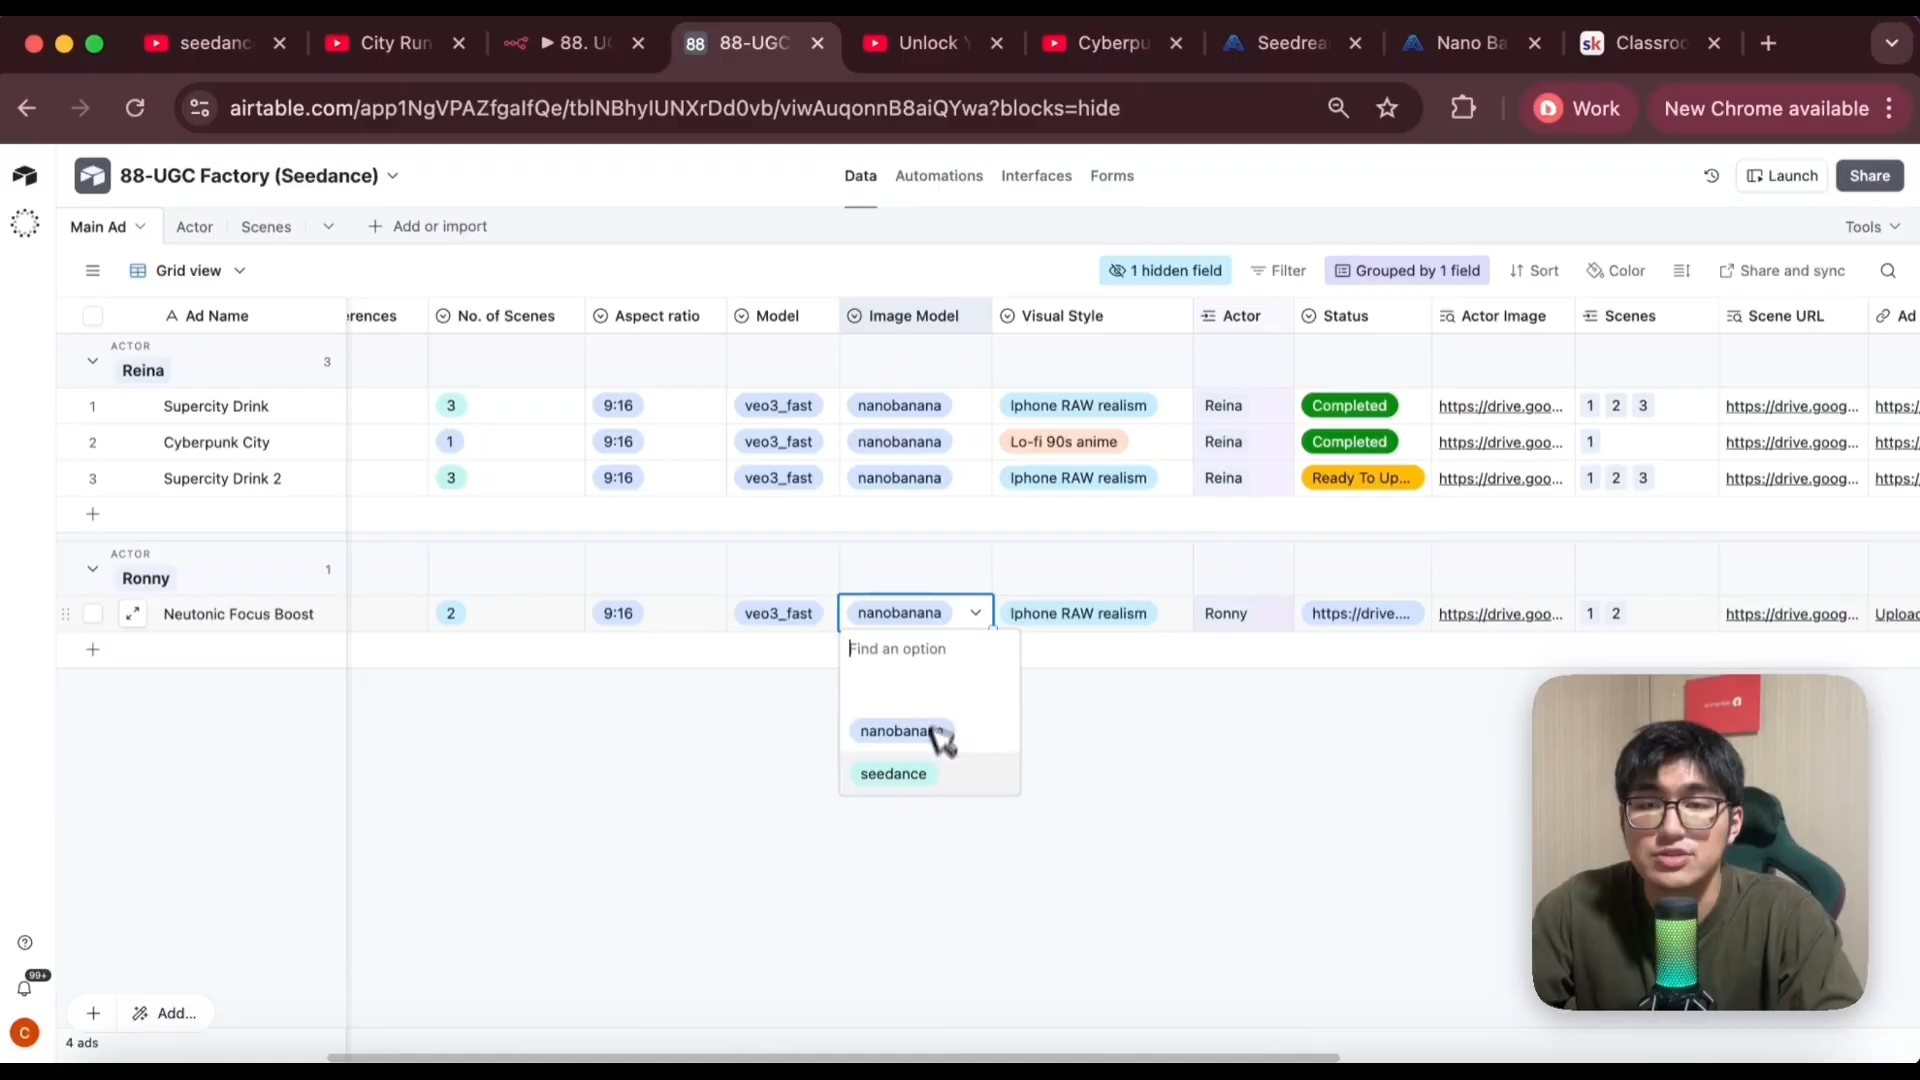 seedanc
City Run
88. U
88
88-UGC
Unlock
Cyberpu
Seedrea
Nano Ba
sk
Classroo
airtable.com/app1NgVPAZfgaIfQe/tblNBhyIUNXrDd0vb/viwAuqonnB8aiQYwa?blocks=hide
Work
New Chrome available
88-UGC Factory (Seedance)
Data
Automations
Interfaces
Forms
Launch
Share
Main Ad
Actor
Scenes
Add or import
Tools
Grid view
1 hidden field
Filter
Grouped by 1 field
Sort
Color
Share and sync
Ad Name
rences
No. of Scenes
Aspect ratio
Model
Image Model
Visual Style
Actor
Status
Actor Image
Scenes
Scene URL
Ad
ACTOR
Reina
3
1 Supercity Drink 3 9:16 veo3_fast nanobanana Iphone RAW realism Reina Completed https://drive.goo... 1 2 3 https://drive.goog... https:/
2 Cyberpunk City 1 9:16 veo3_fast nanobanana Lo-fi 90s anime Reina Completed https://drive.goo... 1 https://drive.goog... https:/
3 Supercity Drink 2 3 9:16 veo3_fast nanobanana Iphone RAW realism Reina Ready To Up... https://drive.goo... 1 2 3 https://drive.goog... https:/
ACTOR
Ronny
1
Neutonic Focus Boost 2 9:16 veo3_fast nanobanana Iphone RAW realism Ronny https://drive.... https://drive.goo... 1 2 https://drive.goog... Upload
Find an option
nanobanana
seedance
99+
C
Add...
4 ads